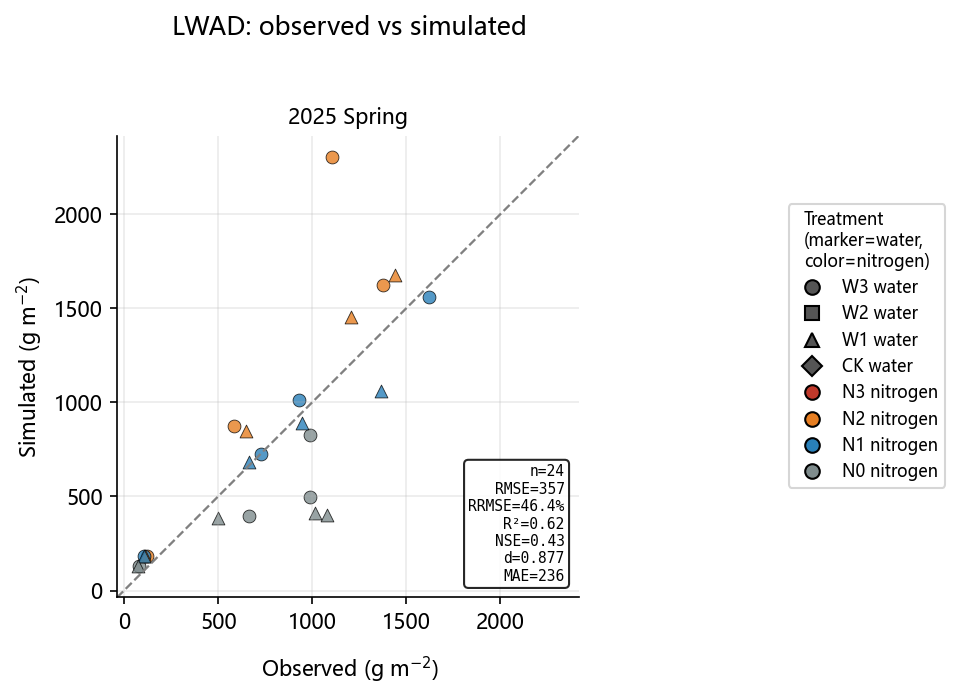 LWAD: observed vs simulated
2025 Spring
2000
1500
1000
500
0
Simulated (g m⁻²)
0 500 1000 1500 2000
Observed (g m⁻²)
n=24
RMSE=357
RRMSE=46.4%
R²=0.62
NSE=0.43
d=0.877
MAE=236
Treatment
(marker=water,
color=nitrogen)
W3 water
W2 water
W1 water
CK water
N3 nitrogen
N2 nitrogen
N1 nitrogen
N0 nitrogen